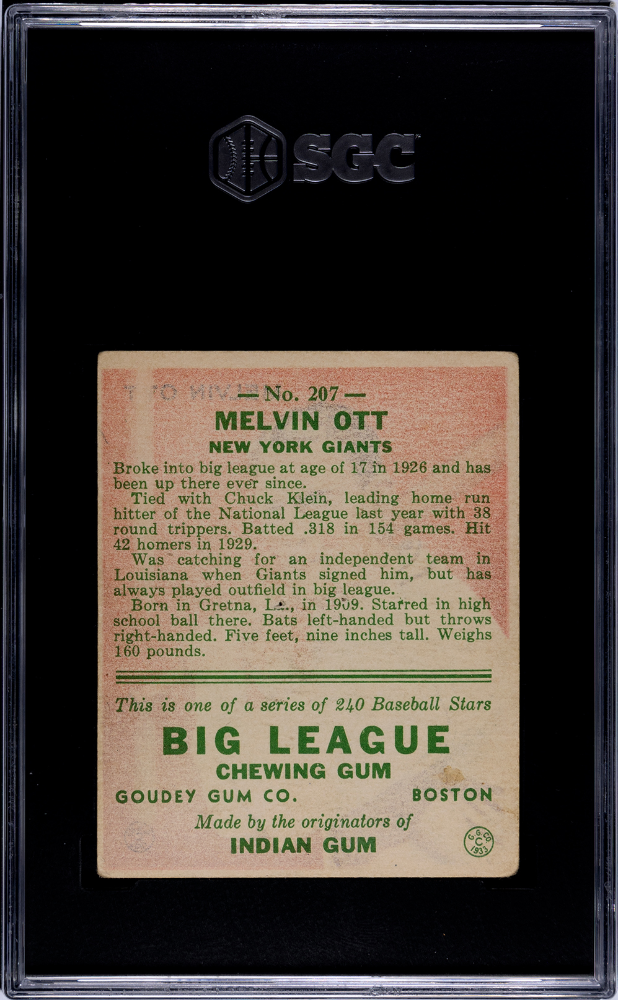 SGC
— No. 207 —
MELVIN OTT
NEW YORK GIANTS
Broke into big league at age of 17 in 1926 and has
been up there ever since.
Tied with Chuck Klein, leading home run
hitter of the National League last year with 38
round trippers. Batted .318 in 154 games. Hit
42 homers in 1929.
Was catching for an independent team in
Louisiana when Giants signed him, but has
always played outfield in big league.
Born in Gretna, La., in 1909. Starred in high
school ball there. Bats left-handed but throws
right-handed. Five feet, nine inches tall. Weighs
160 pounds.
This is one of a series of 240 Baseball Stars
BIG LEAGUE
CHEWING GUM
GOUDEY GUM CO. BOSTON
Made by the originators of
INDIAN GUM
G.G.CO.
C
1933